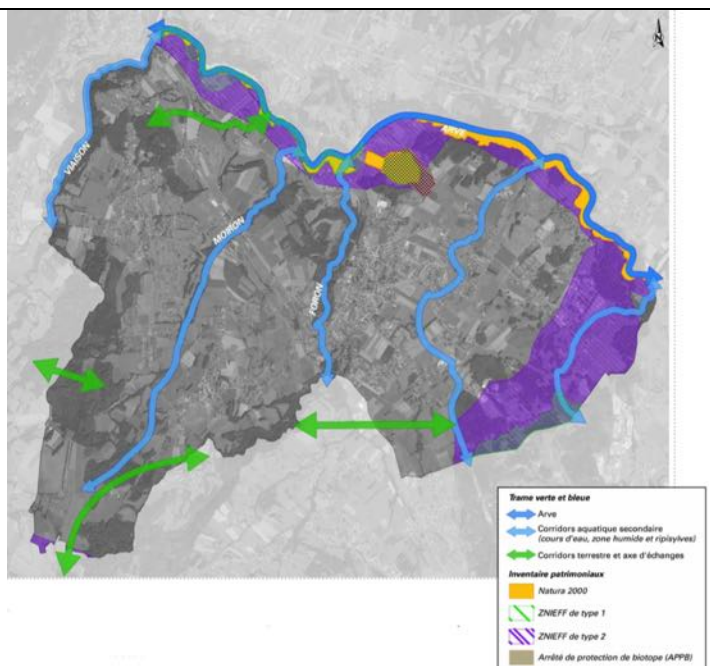 N
VIAISON
ARVE
MOIRON
FORON
Trame verte et bleue
Arve
Corridors aquatique secondaire
(cours d'eau, zone humide et ripisylves)
Corridors terrestre et axe d'échanges
Inventaire patrimoniaux
Natura 2000
ZNIEFF de type 1
ZNIEFF de type 2
Arrêté de protection de biotope (APPB)